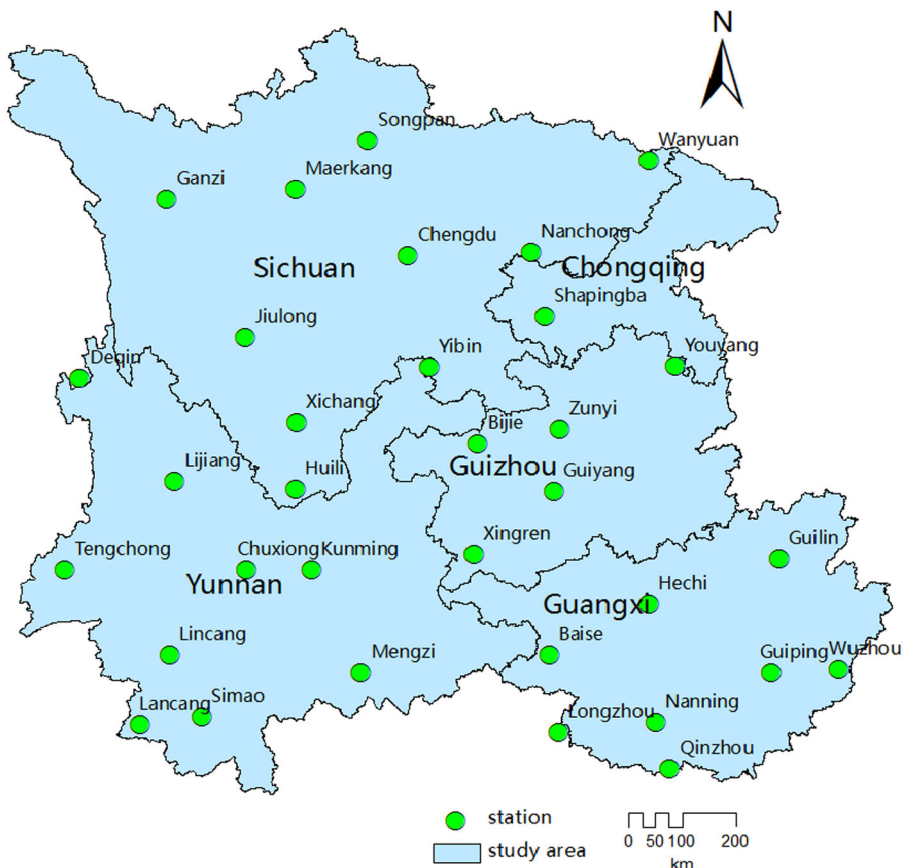 N
Songpan
Wanyuan
Maerkang
Ganzi
Chengdu
Nanchong
Sichuan
Chongqing
Shapingba
Jiulong
Yibin
Youyang
Deqin
Xichang
Bijie
Zunyi
Lijiang
Huili
Guizhou
Guiyang
Tengchong
Chuxiong
Kunming
Xingren
Guilin
Yunnan
Hechi
Guangxi
Lincang
Mengzi
Baise
Guiping
Wuzhou
Lancang
Simao
Longzhou
Nanning
Qinzhou
station
study area
0 50 100 200
km